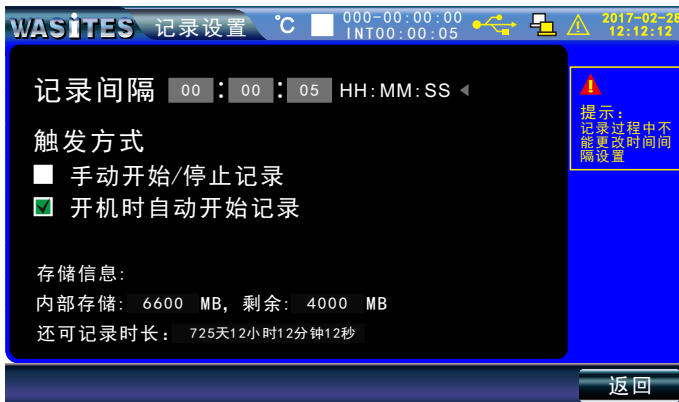 WASiTES 记录设置 ℃ 000-00:00:00 2017-02-28
INT00:00:05 12:12:12
记录间隔 00 : 00 : 05 HH:MM:SS
提示:
记录过程中不
能更改时间间
隔设置
触发方式
手动开始/停止记录
开机时自动开始记录
存储信息:
内部存储: 6600 MB, 剩余: 4000 MB
还可记录时长: 725天12小时12分钟12秒
返回